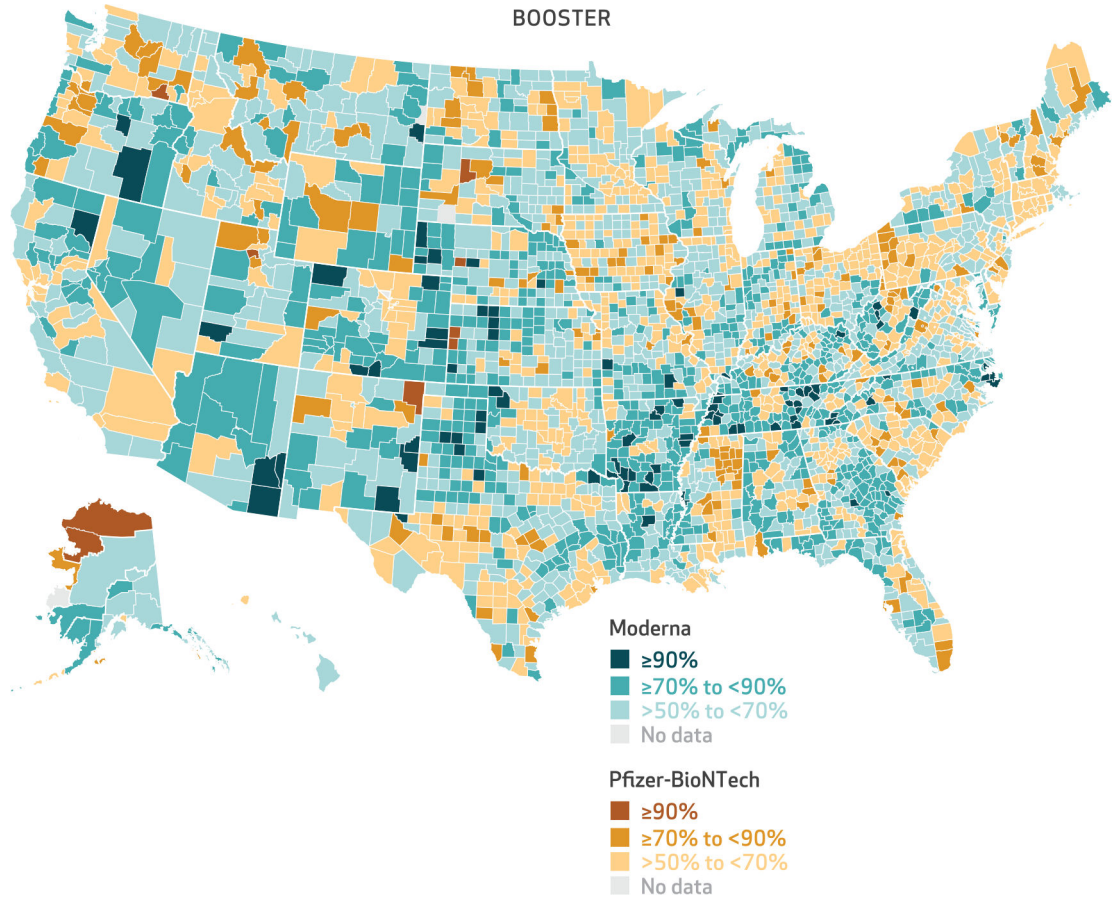 BOOSTER
Moderna
≥90%
≥70% to <90%
>50% to <70%
No data
Pfizer-BioNTech
≥90%
≥70% to <90%
>50% to <70%
No data